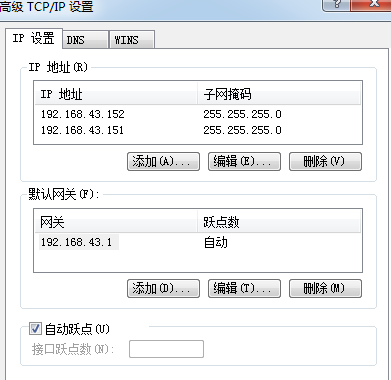 高级 TCP/IP 设置
IP 设置 DNS WINS
IP 地址(R)
IP 地址 子网掩码
192.168.43.152 255.255.255.0
192.168.43.151 255.255.255.0
添加(A)... 编辑(E)... 删除(V)
默认网关(F):
网关 跃点数
192.168.43.1 自动
添加(D)... 编辑(T)... 删除(M)
自动跃点(U)
接口跃点数(N):